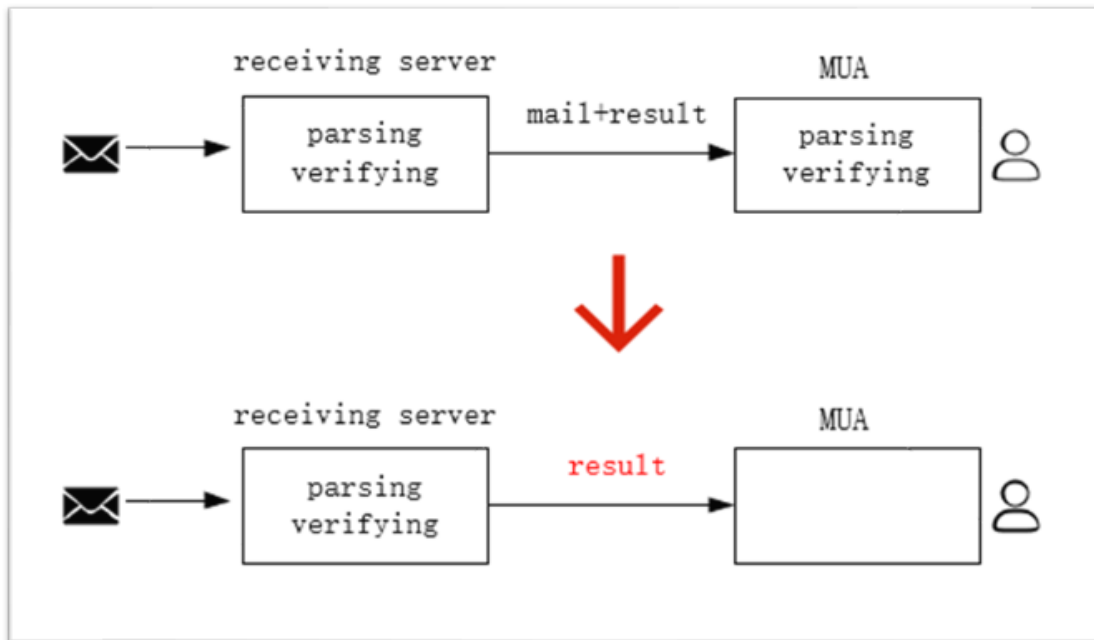 receiving server
MUA
mail+result
parsing
verifying
parsing
verifying
receiving server
MUA
result
parsing
verifying